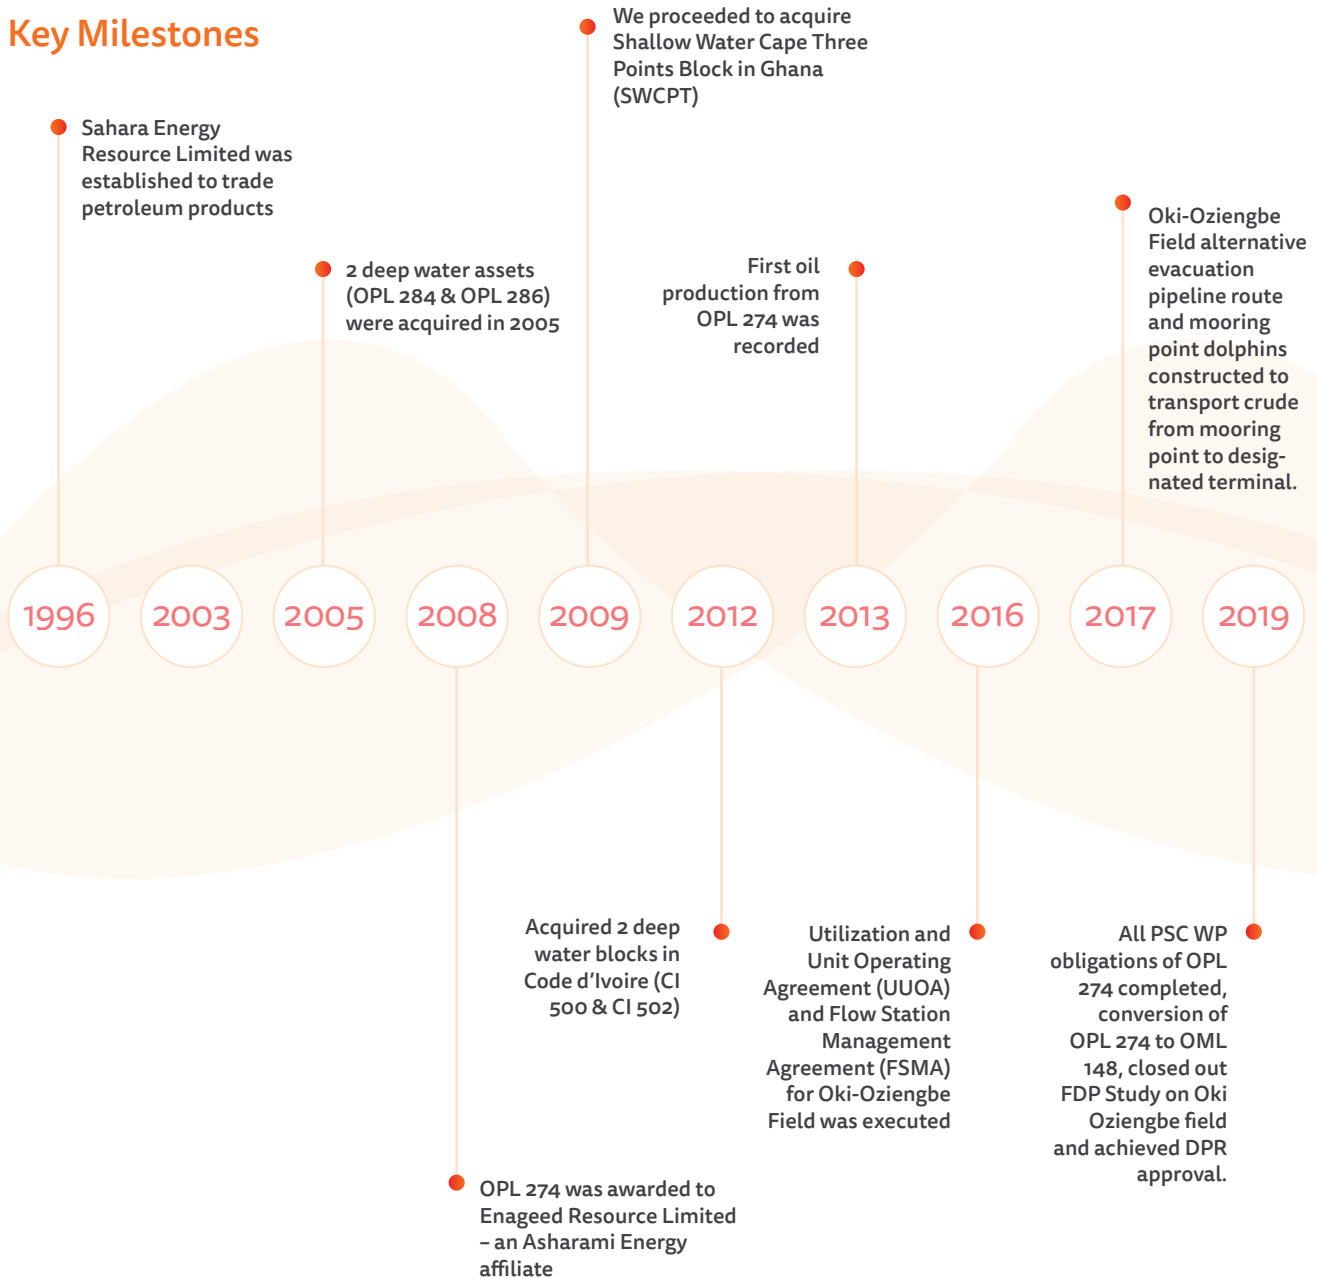 Key Milestones
We proceeded to acquire
Shallow Water Cape Three
Points Block in Ghana
(SWCPT)
Sahara Energy
Resource Limited was
established to trade
petroleum products
2 deep water assets
(OPL 284 & OPL 286)
were acquired in 2005
First oil
production from
OPL 274 was
recorded
Oki-Oziengbe
Field alternative
evacuation
pipeline route
and mooring
point dolphins
constructed to
transport crude
from mooring
point to desig-
nated terminal.
1996
2003
2005
2008
2009
2012
2013
2016
2017
2019
Acquired 2 deep
water blocks in
Code d’Ivoire (CI
500 & CI 502)
Utilization and
Unit Operating
Agreement (UUOA)
and Flow Station
Management
Agreement (FSMA)
for Oki-Oziengbe
Field was executed
All PSC WP
obligations of OPL
274 completed,
conversion of
OPL 274 to OML
148, closed out
FDP Study on Oki
Oziengbe field
and achieved DPR
approval.
OPL 274 was awarded to
Enageed Resource Limited
– an Asharami Energy
affiliate